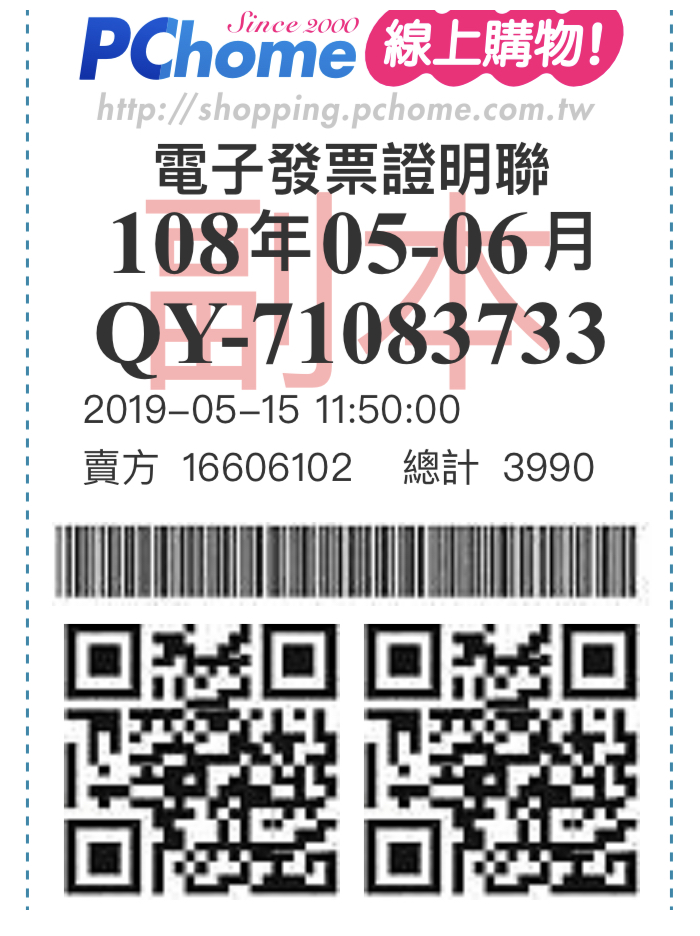 Since 2000
PChome 線上購物!
http://shopping.pchome.com.tw
電子發票證明聯
副本
108年05-06月
QY-71083733
2019-05-15 11:50:00
賣方 16606102 總計 3990